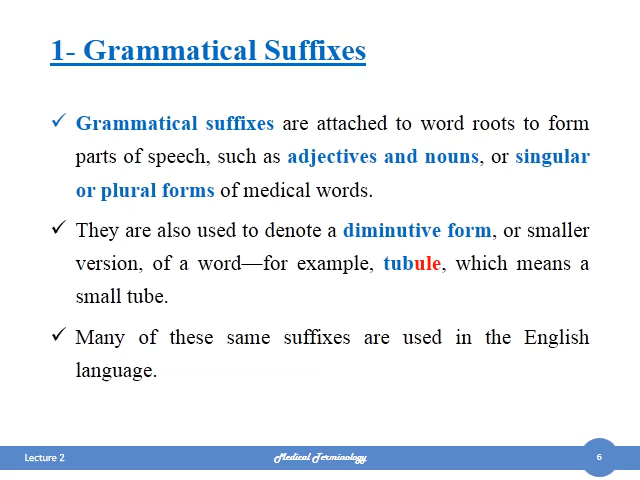 1- Grammatical Suffixes
✓ Grammatical suffixes are attached to word roots to form
parts of speech, such as adjectives and nouns, or singular
or plural forms of medical words.
✓ They are also used to denote a diminutive form, or smaller
version, of a word—for example, tubule, which means a
small tube.
✓ Many of these same suffixes are used in the English
language.
Lecture 2
Medical Terminology
6